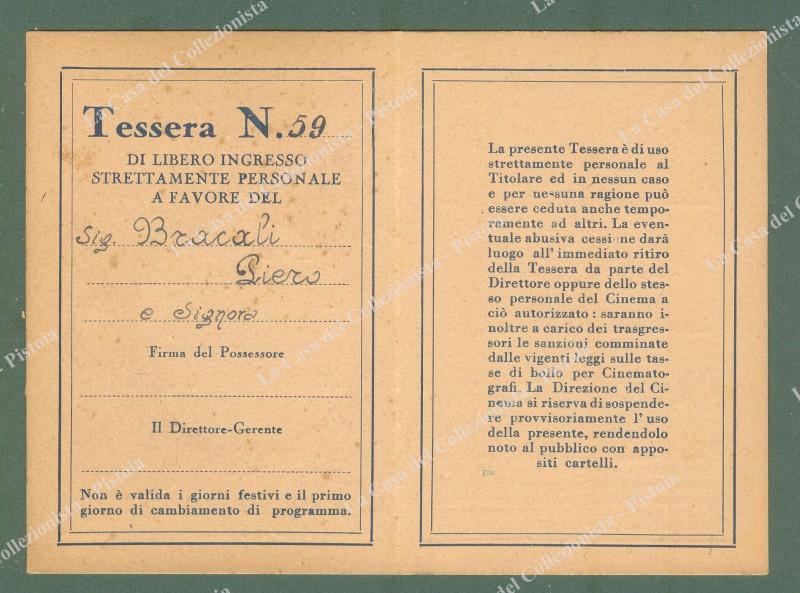 Tessera N. 59
DI LIBERO INGRESSO
STRETTAMENTE PERSONALE
A FAVORE DEL
Sig. Bracali
Piero
e Signora
Firma del Possessore
Il Direttore-Gerente
Non è valida i giorni festivi e il primo
giorno di cambiamento di programma.
La presente Tessera è di uso
strettamente personale al
Titolare ed in nessun caso
e per nessuna ragione può
essere ceduta anche tempo-
ramente ad altri. La even-
tuale abusiva cessione darà
luogo all'immediato ritiro
della Tessera da parte del
Direttore oppure dello stes-
so personale del Cinema a
ciò autorizzato : saranno i-
noltre a carico dei trasgres-
sori le sanzioni comminate
dalle vigenti leggi sulle tas-
se di bollo per Cinemato-
grafi. La Direzione del Ci-
nema si riserva di sospende-
re provvisoriamente l'uso
della presente, rendendolo
noto al pubblico con appo-
siti cartelli.
La Casa del Collezionista - Pistoia